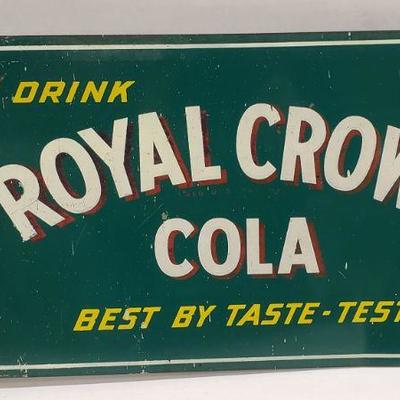 DRINK
ROYAL CROW
COLA
BEST BY TASTE-TEST